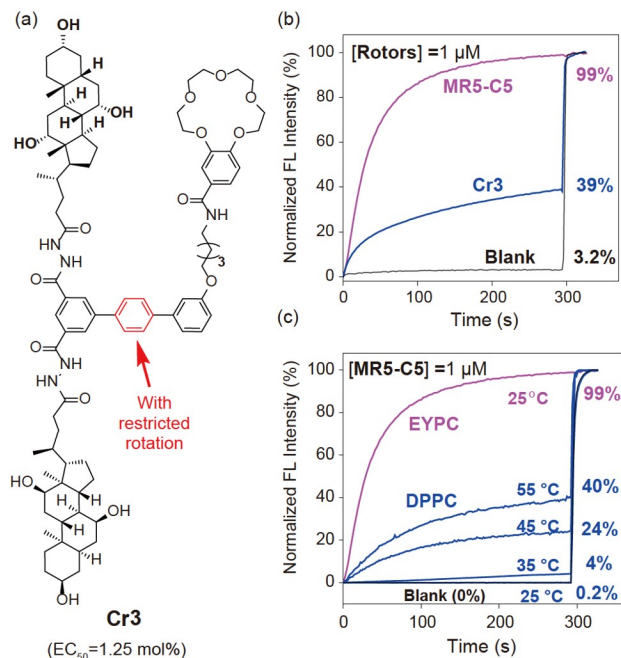 (a)
OH
H
H
H
OH
OH
H
O
NH
NH
O
O
NH
HN
O
O
O
O
O
O
O
NH
3
O
With
restricted
rotation
H
OH
H
H
OH
OH
Cr3
(EC50=1.25 mol%)
(b)
Normalized FL Intensity (%)
100
80
60
40
20
0
[Rotors] =1 μM
MR5-C5
99%
Cr3
39%
Blank
3.2%
0 100 200 300
Time (s)
(c)
Normalized FL Intensity (%)
100
80
60
40
20
0
[MR5-C5] =1 μM
25°C
99%
EYPC
DPPC
55 °C
40%
45 °C
24%
35 °C
4%
Blank (0%)
25 °C
0.2%
0 100 200 300
Time (s)